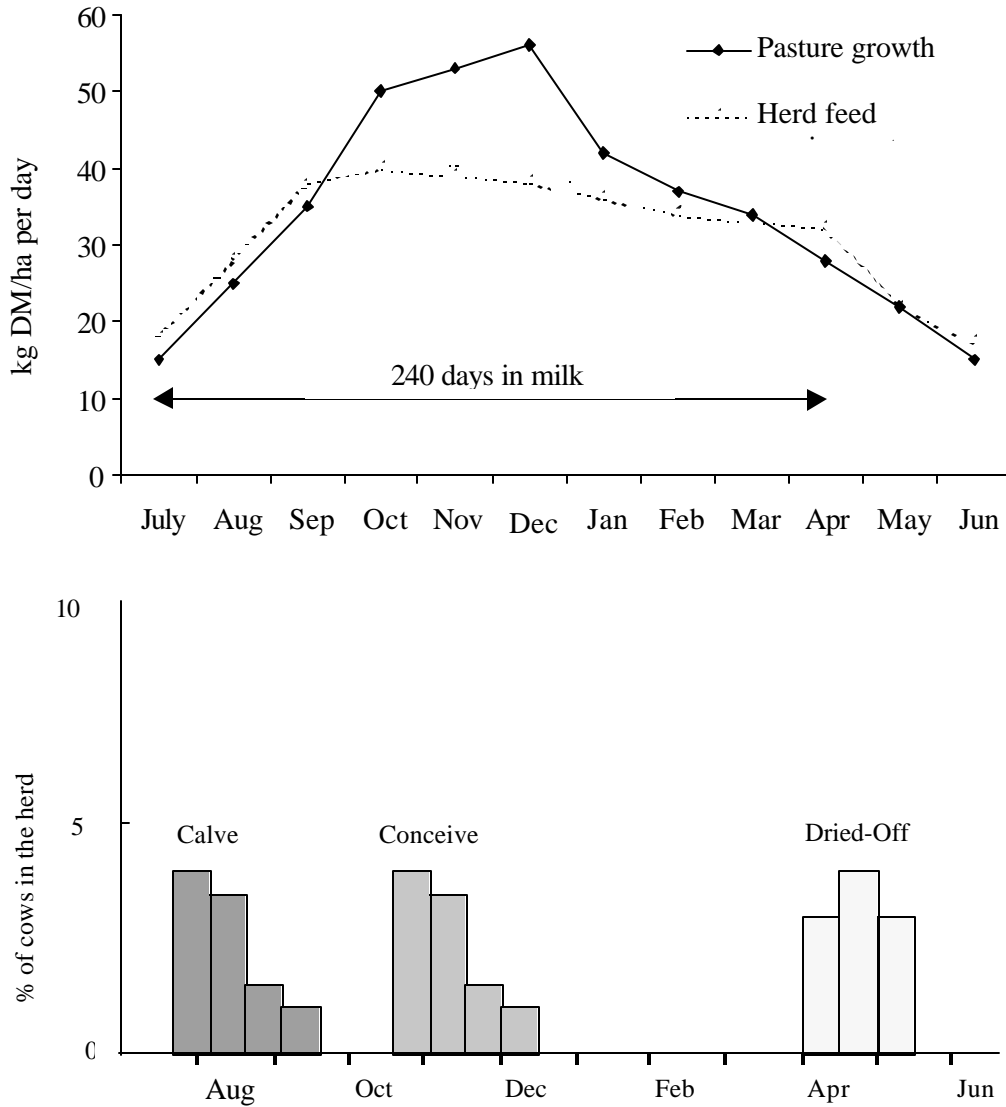 60
50
40
30
20
10
0
kg DM/ha per day
Pasture growth
Herd feed
240 days in milk
July Aug Sep Oct Nov Dec Jan Feb Mar Apr May Jun
10
5
0
% of cows in the herd
Calve
Conceive
Dried-Off
Aug Oct Dec Feb Apr Jun